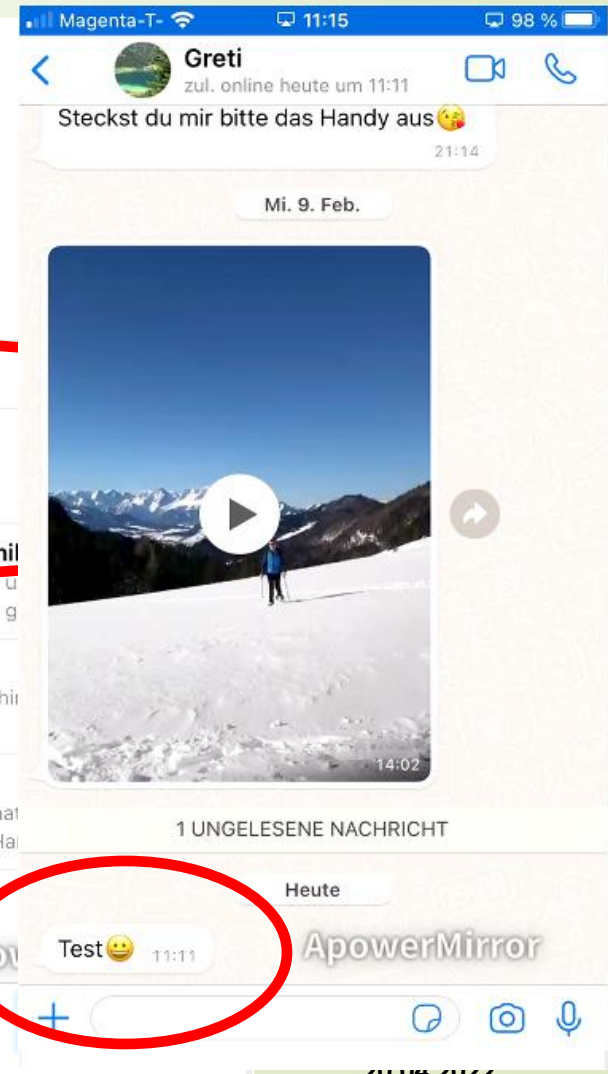 Magenta-T- 11:15 98 %
Greti
zul. online heute um 11:11
Steckst du mir bitte das Handy aus😘
21:14
Mi. 9. Feb.
14:02
1 UNGELESENE NACHRICHT
Heute
Test😀 11:11
ApowerMirror